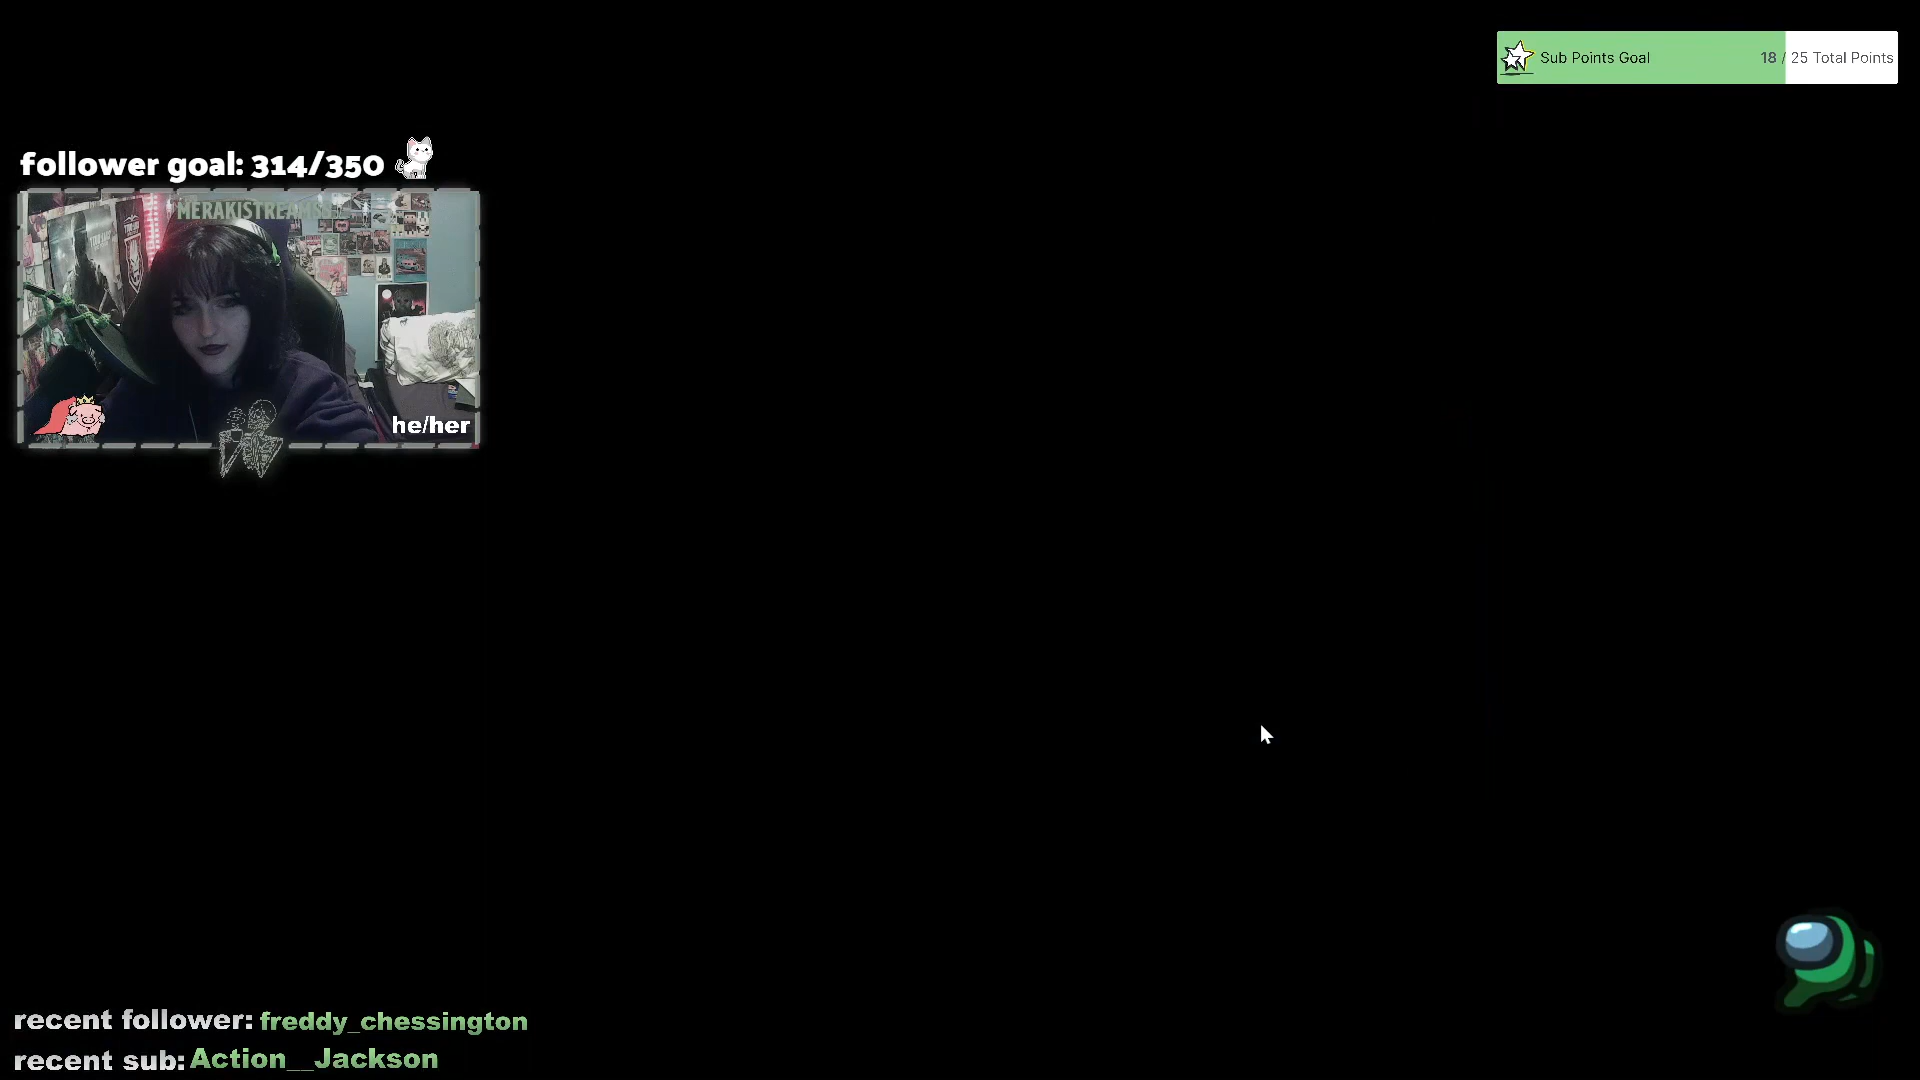 Sub Points Goal 18 / 25 Total Points
follower goal: 314/350
MERAKISTREAMS
he/her
recent follower: freddy_chessington
recent sub: Action__Jackson